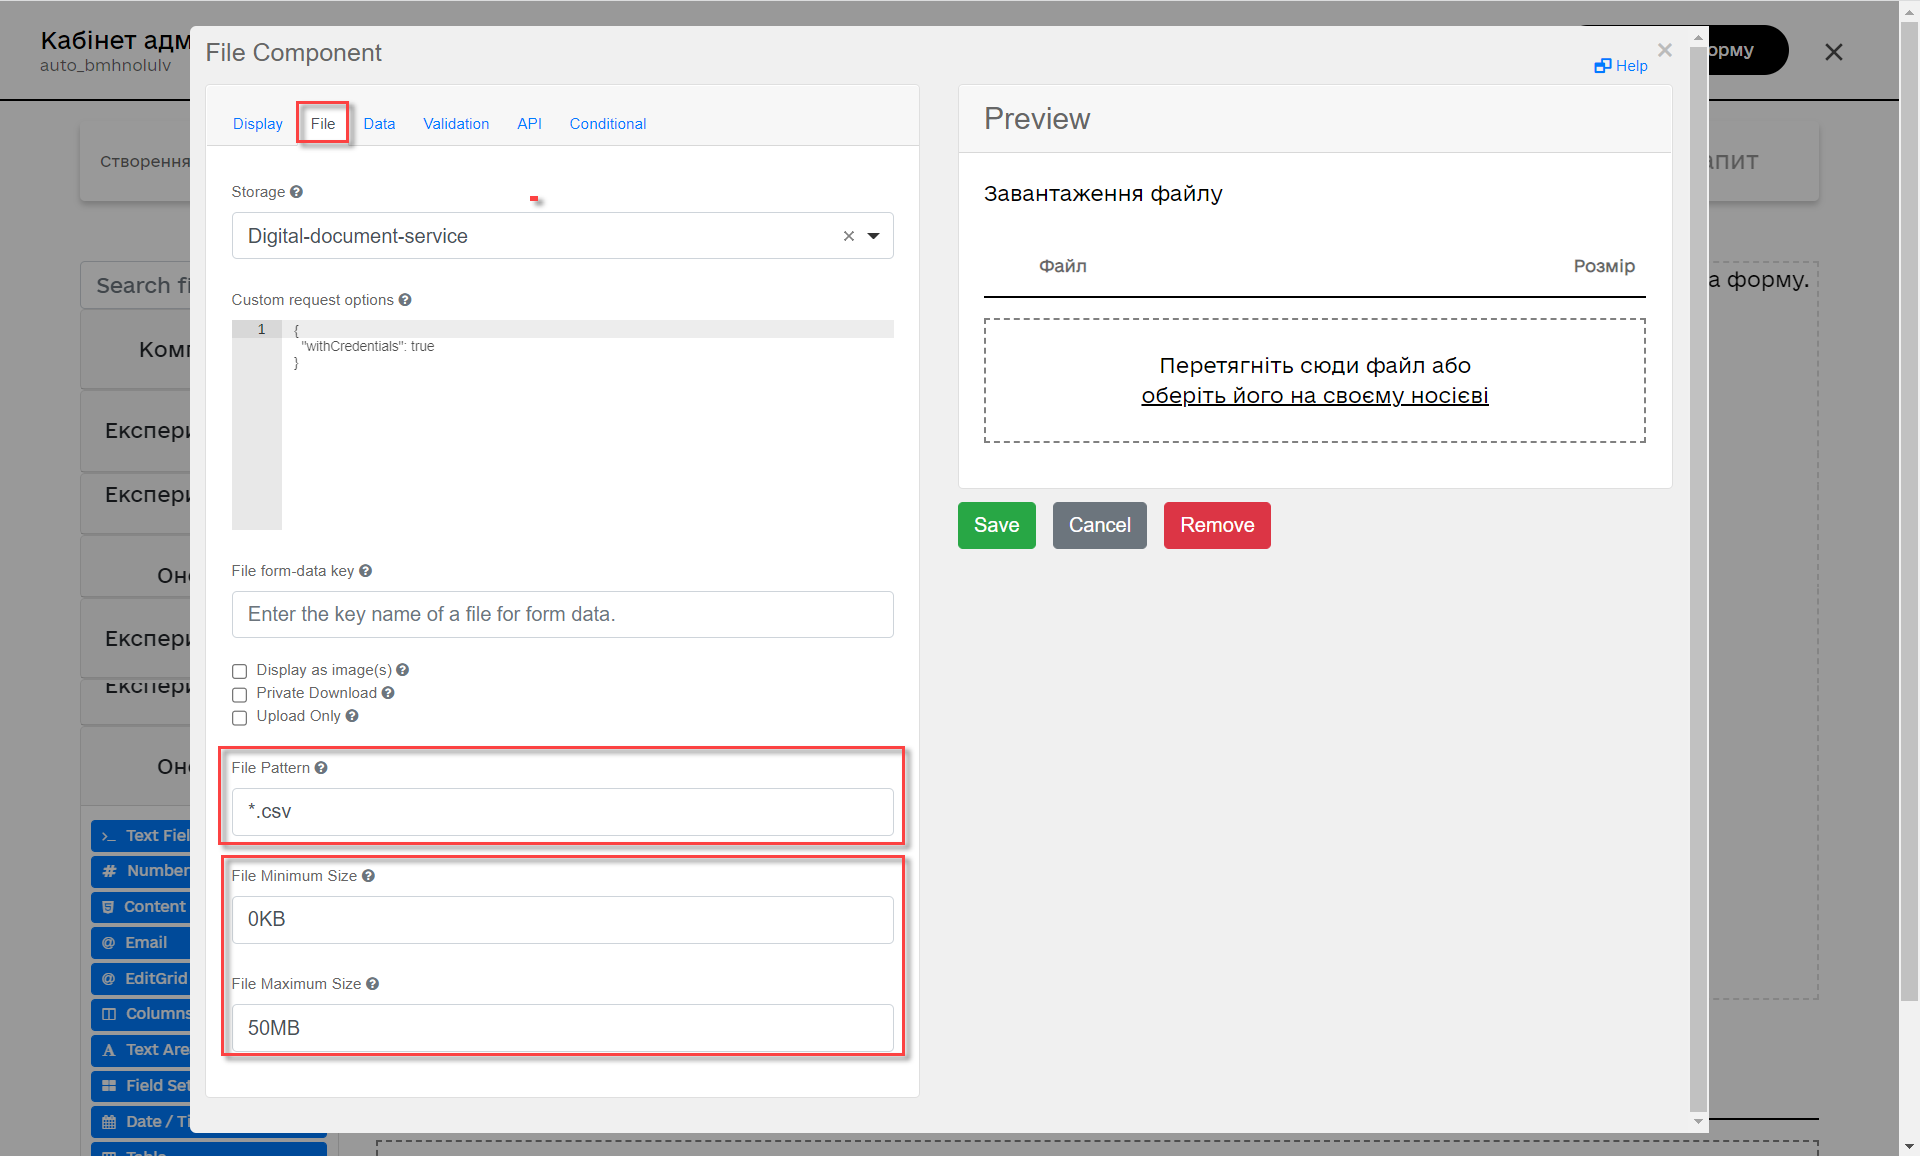 Кабінет адм
auto_bmhnolulv
File Component
Help
орму
Display
File
Data
Validation
API
Conditional
Preview
Створення
апит
Storage
Digital-document-service
Завантаження файлу
Файл
Розмір
Search fi
а форму.
Custom request options
1
{
"withCredentials": true
}
Комп
Перетягніть сюди файл або
оберіть його на своєму носієві
Експери
Експери
Save
Cancel
Remove
File form-data key
Оно
Enter the key name of a file for form data.
Експери
Display as image(s)
Експери
Private Download
Upload Only
File Pattern
Оно
*.csv
Text Fiel
Number
File Minimum Size
Content
0KB
Email
EditGrid
File Maximum Size
Columns
50MB
Text Are
Field Set
Date / Ti
Table